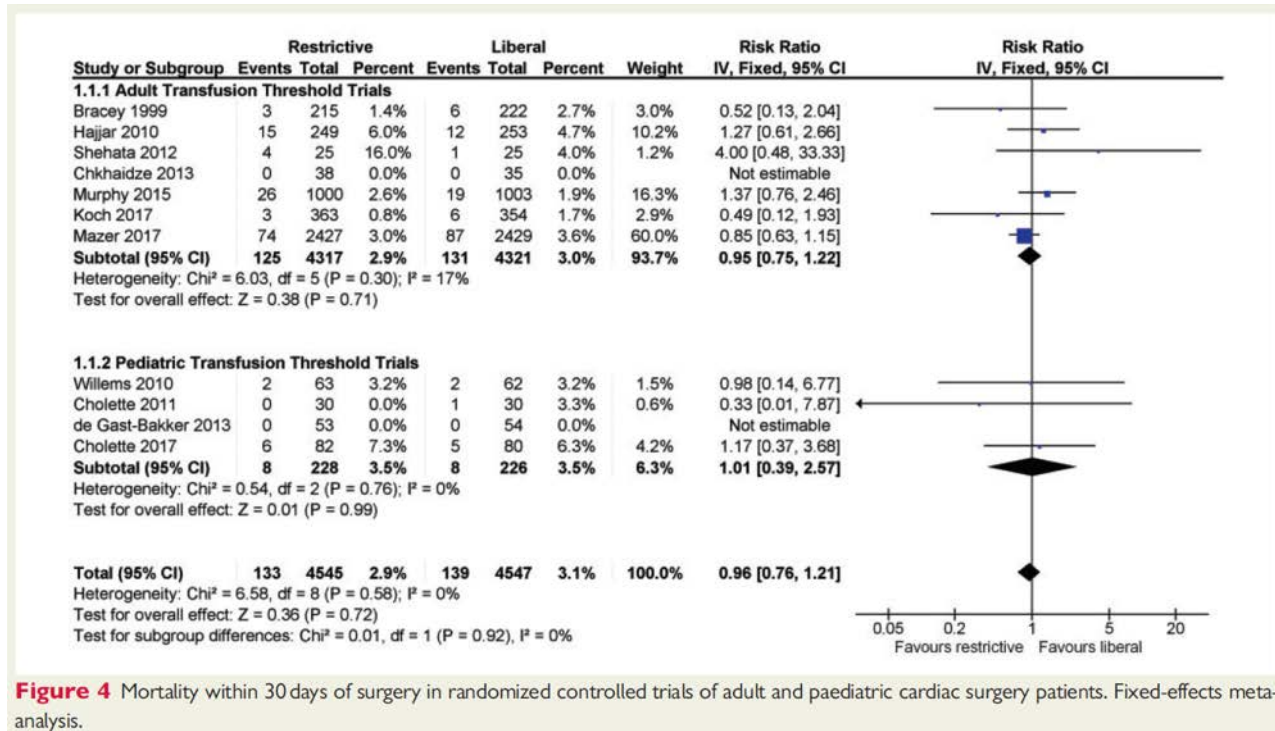 Restrictive Liberal Risk Ratio Risk Ratio
Study or Subgroup Events Total Percent Events Total Percent Weight IV, Fixed, 95% CI IV, Fixed, 95% CI
1.1.1 Adult Transfusion Threshold Trials
Bracey 1999 3 215 1.4% 6 222 2.7% 3.0% 0.52 [0.13, 2.04]
Hajjar 2010 15 249 6.0% 12 253 4.7% 10.2% 1.27 [0.61, 2.66]
Shehata 2012 4 25 16.0% 1 25 4.0% 1.2% 4.00 [0.48, 33.33]
Chkhaidze 2013 0 38 0.0% 0 35 0.0% Not estimable
Murphy 2015 26 1000 2.6% 19 1003 1.9% 16.3% 1.37 [0.76, 2.46]
Koch 2017 3 363 0.8% 6 354 1.7% 2.9% 0.49 [0.12, 1.93]
Mazer 2017 74 2427 3.0% 87 2429 3.6% 60.0% 0.85 [0.63, 1.15]
Subtotal (95% CI) 125 4317 2.9% 131 4321 3.0% 93.7% 0.95 [0.75, 1.22]
Heterogeneity: Chi² = 6.03, df = 5 (P = 0.30); I² = 17%
Test for overall effect: Z = 0.38 (P = 0.71)
1.1.2 Pediatric Transfusion Threshold Trials
Willems 2010 2 63 3.2% 2 62 3.2% 1.5% 0.98 [0.14, 6.77]
Cholette 2011 0 30 0.0% 1 30 3.3% 0.6% 0.33 [0.01, 7.87]
de Gast-Bakker 2013 0 53 0.0% 0 54 0.0% Not estimable
Cholette 2017 6 82 7.3% 5 80 6.3% 4.2% 1.17 [0.37, 3.68]
Subtotal (95% CI) 8 228 3.5% 8 226 3.5% 6.3% 1.01 [0.39, 2.57]
Heterogeneity: Chi² = 0.54, df = 2 (P = 0.76); I² = 0%
Test for overall effect: Z = 0.01 (P = 0.99)
Total (95% CI) 133 4545 2.9% 139 4547 3.1% 100.0% 0.96 [0.76, 1.21]
Heterogeneity: Chi² = 6.58, df = 8 (P = 0.58); I² = 0%
Test for overall effect: Z = 0.36 (P = 0.72)
Test for subgroup differences: Chi² = 0.01, df = 1 (P = 0.92), I² = 0%
0.05 0.2 1 5 20
Favours restrictive Favours liberal
Figure 4 Mortality within 30 days of surgery in randomized controlled trials of adult and paediatric cardiac surgery patients. Fixed-effects meta-
analysis.